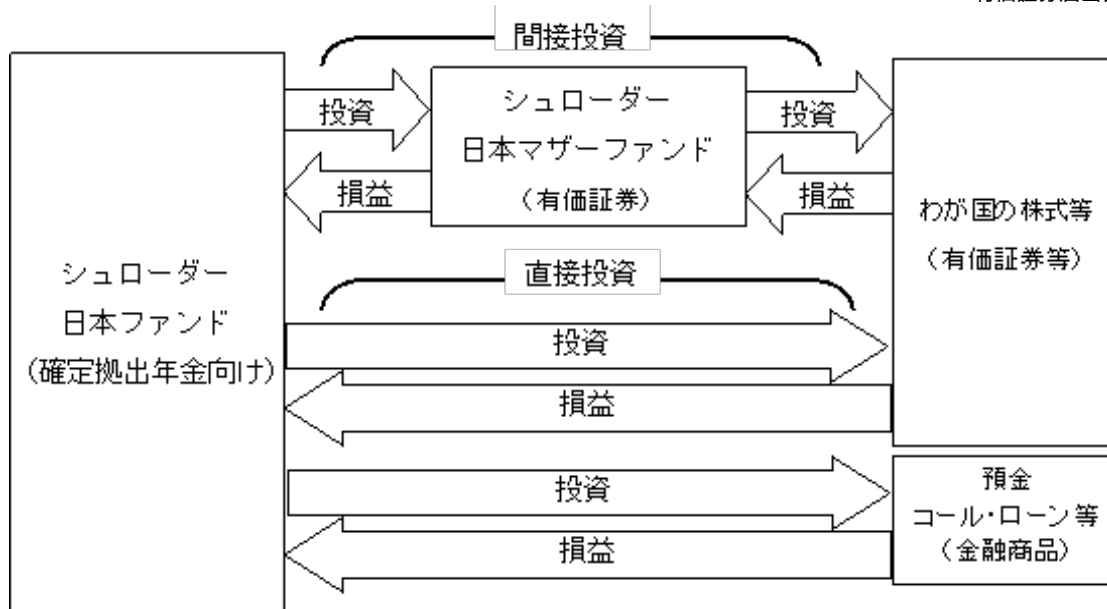 間接投資
投資
シュローダー
日本マザーファンド
（有価証券）
投資
損益
損益
わが国の株式等
（有価証券等）
シュローダー
日本ファンド
（確定拠出年金向け）
直接投資
投資
損益
投資
損益
預金
コール・ローン等
（金融商品）